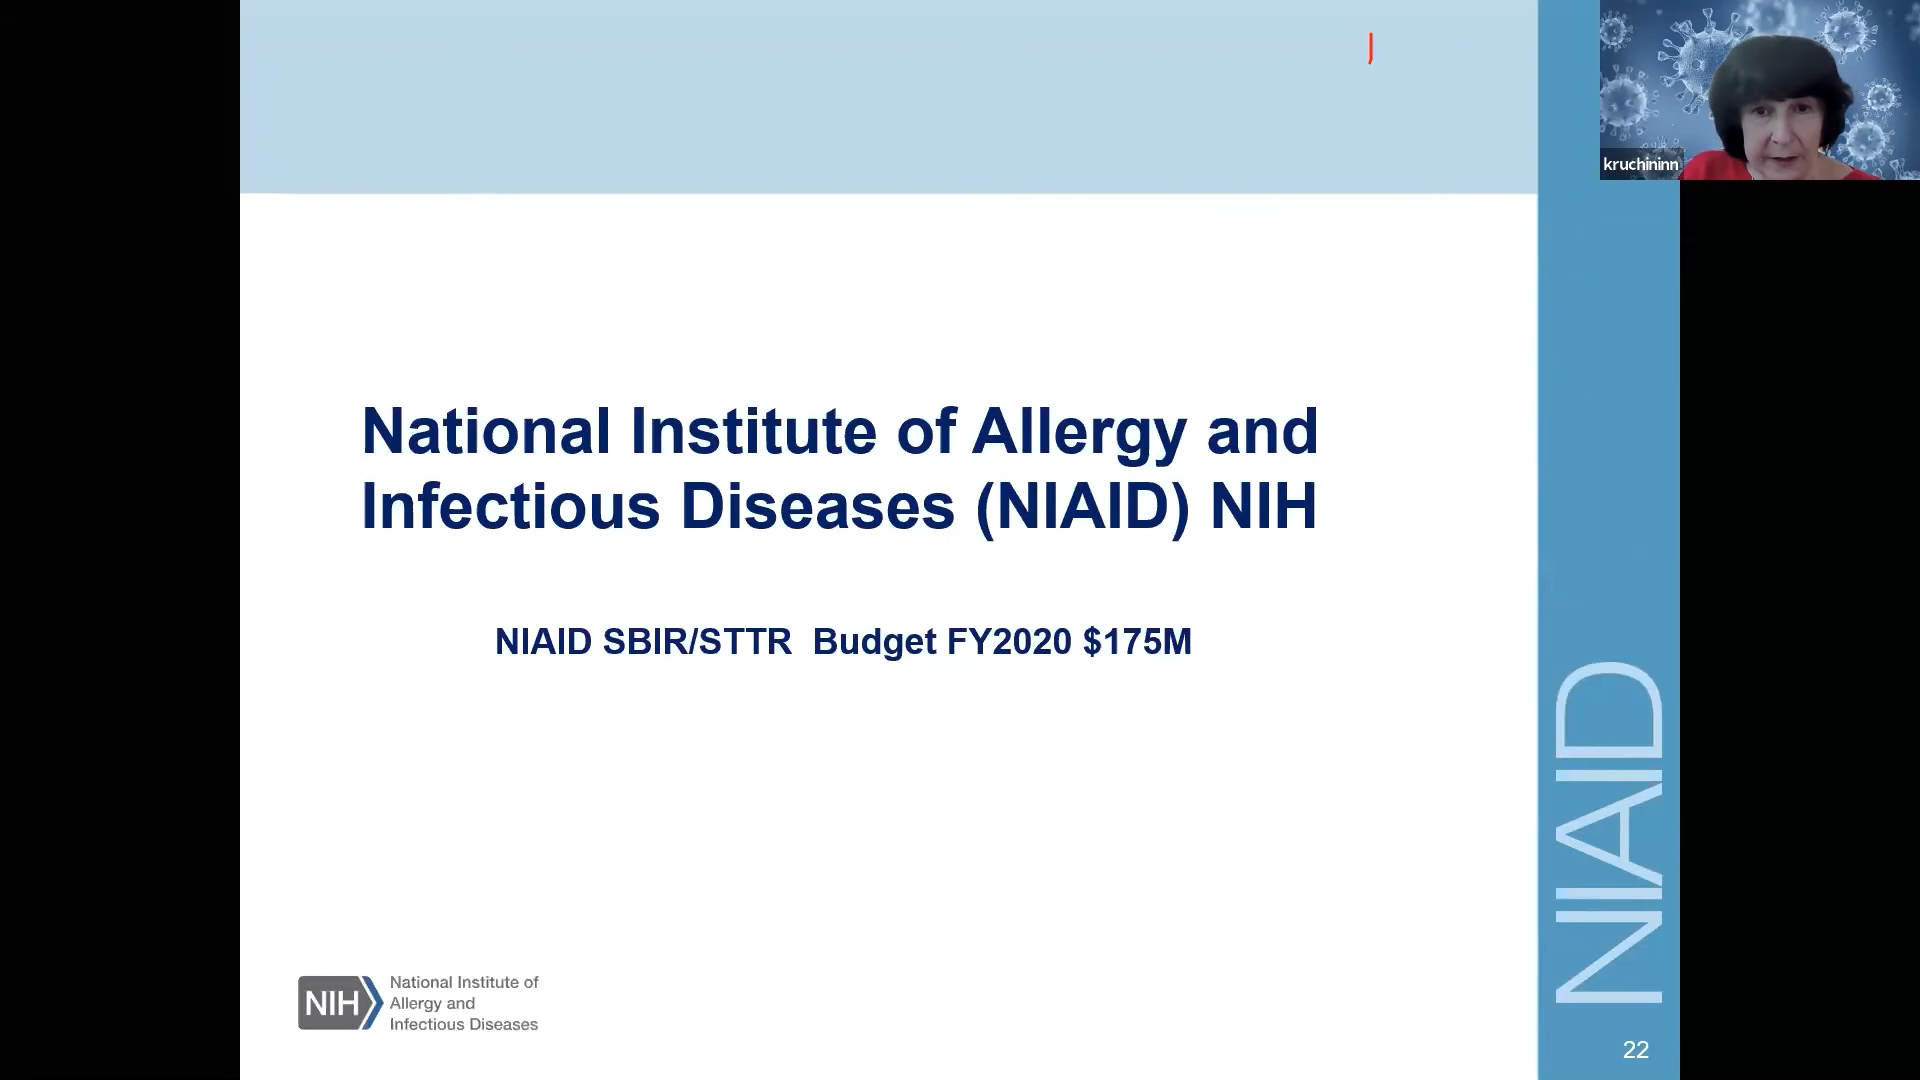 kruchininn
National Institute of Allergy and
Infectious Diseases (NIAID) NIH
NIAID SBIR/STTR  Budget FY2020 $175M
NIAID
NIH
National Institute of
Allergy and
Infectious Diseases
22